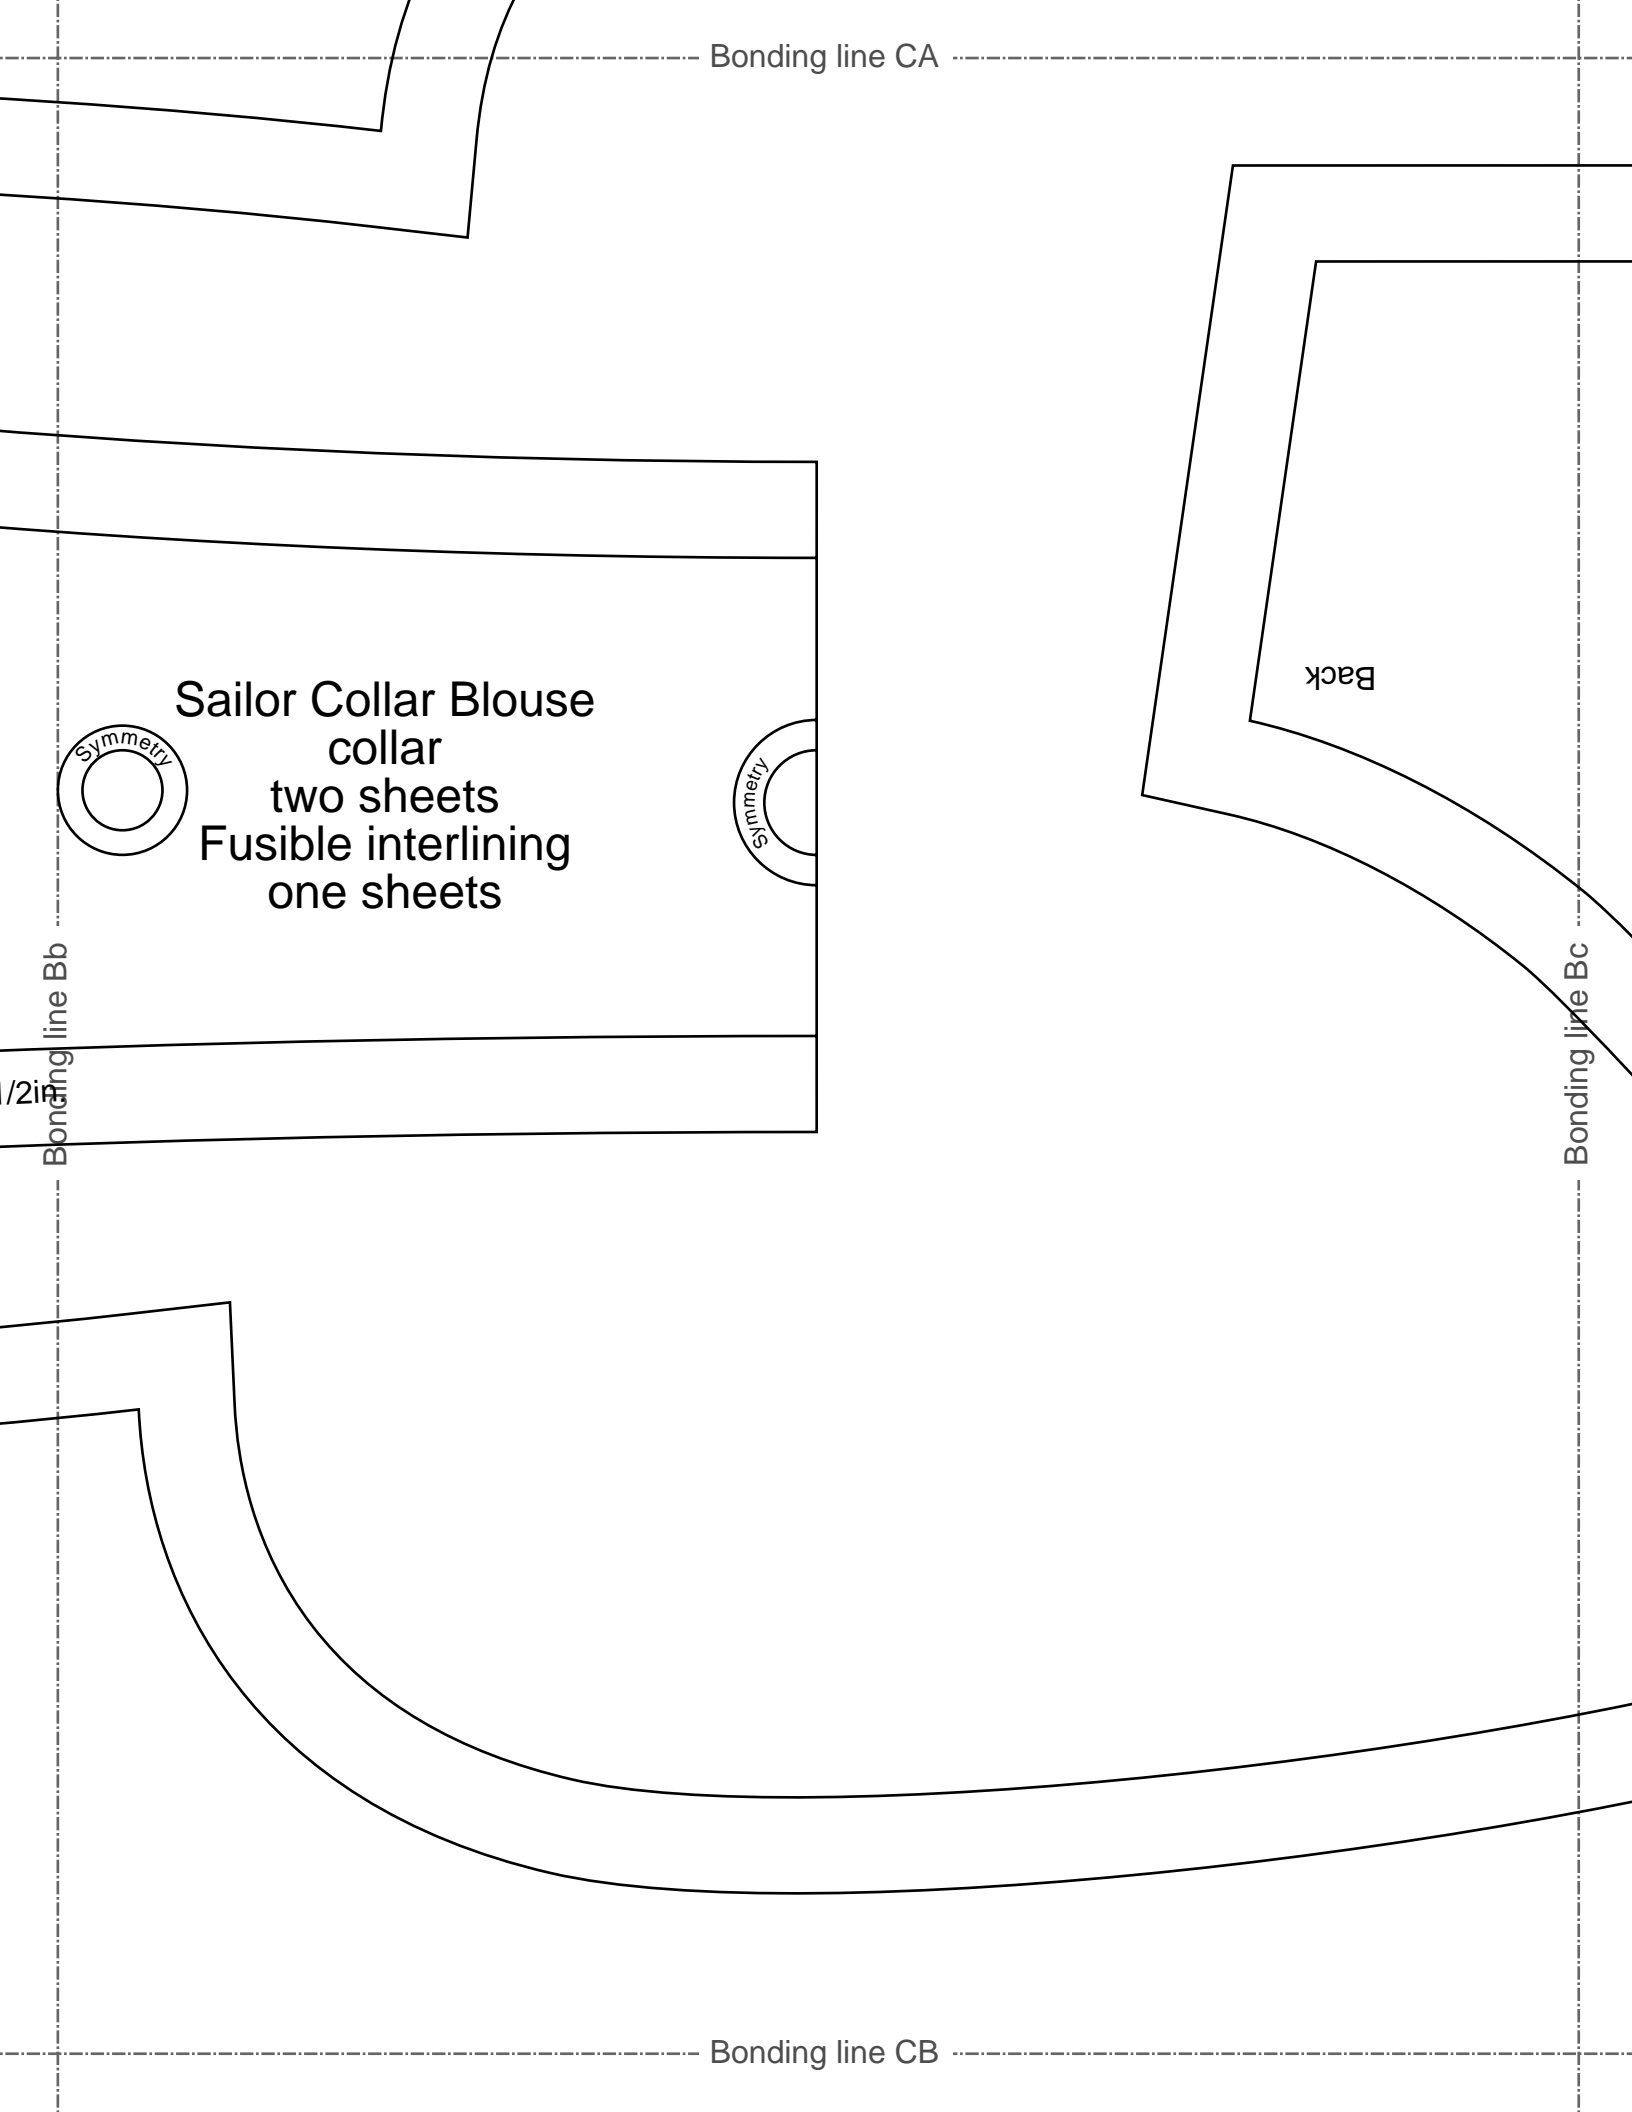 Bonding line CA
Back
Sailor Collar Blouse
collar
two sheets
Fusible interlining
one sheets
Symmetry
Symmetry
Bonding line Bb
Bonding line Bc
/2in.
Bonding line CB